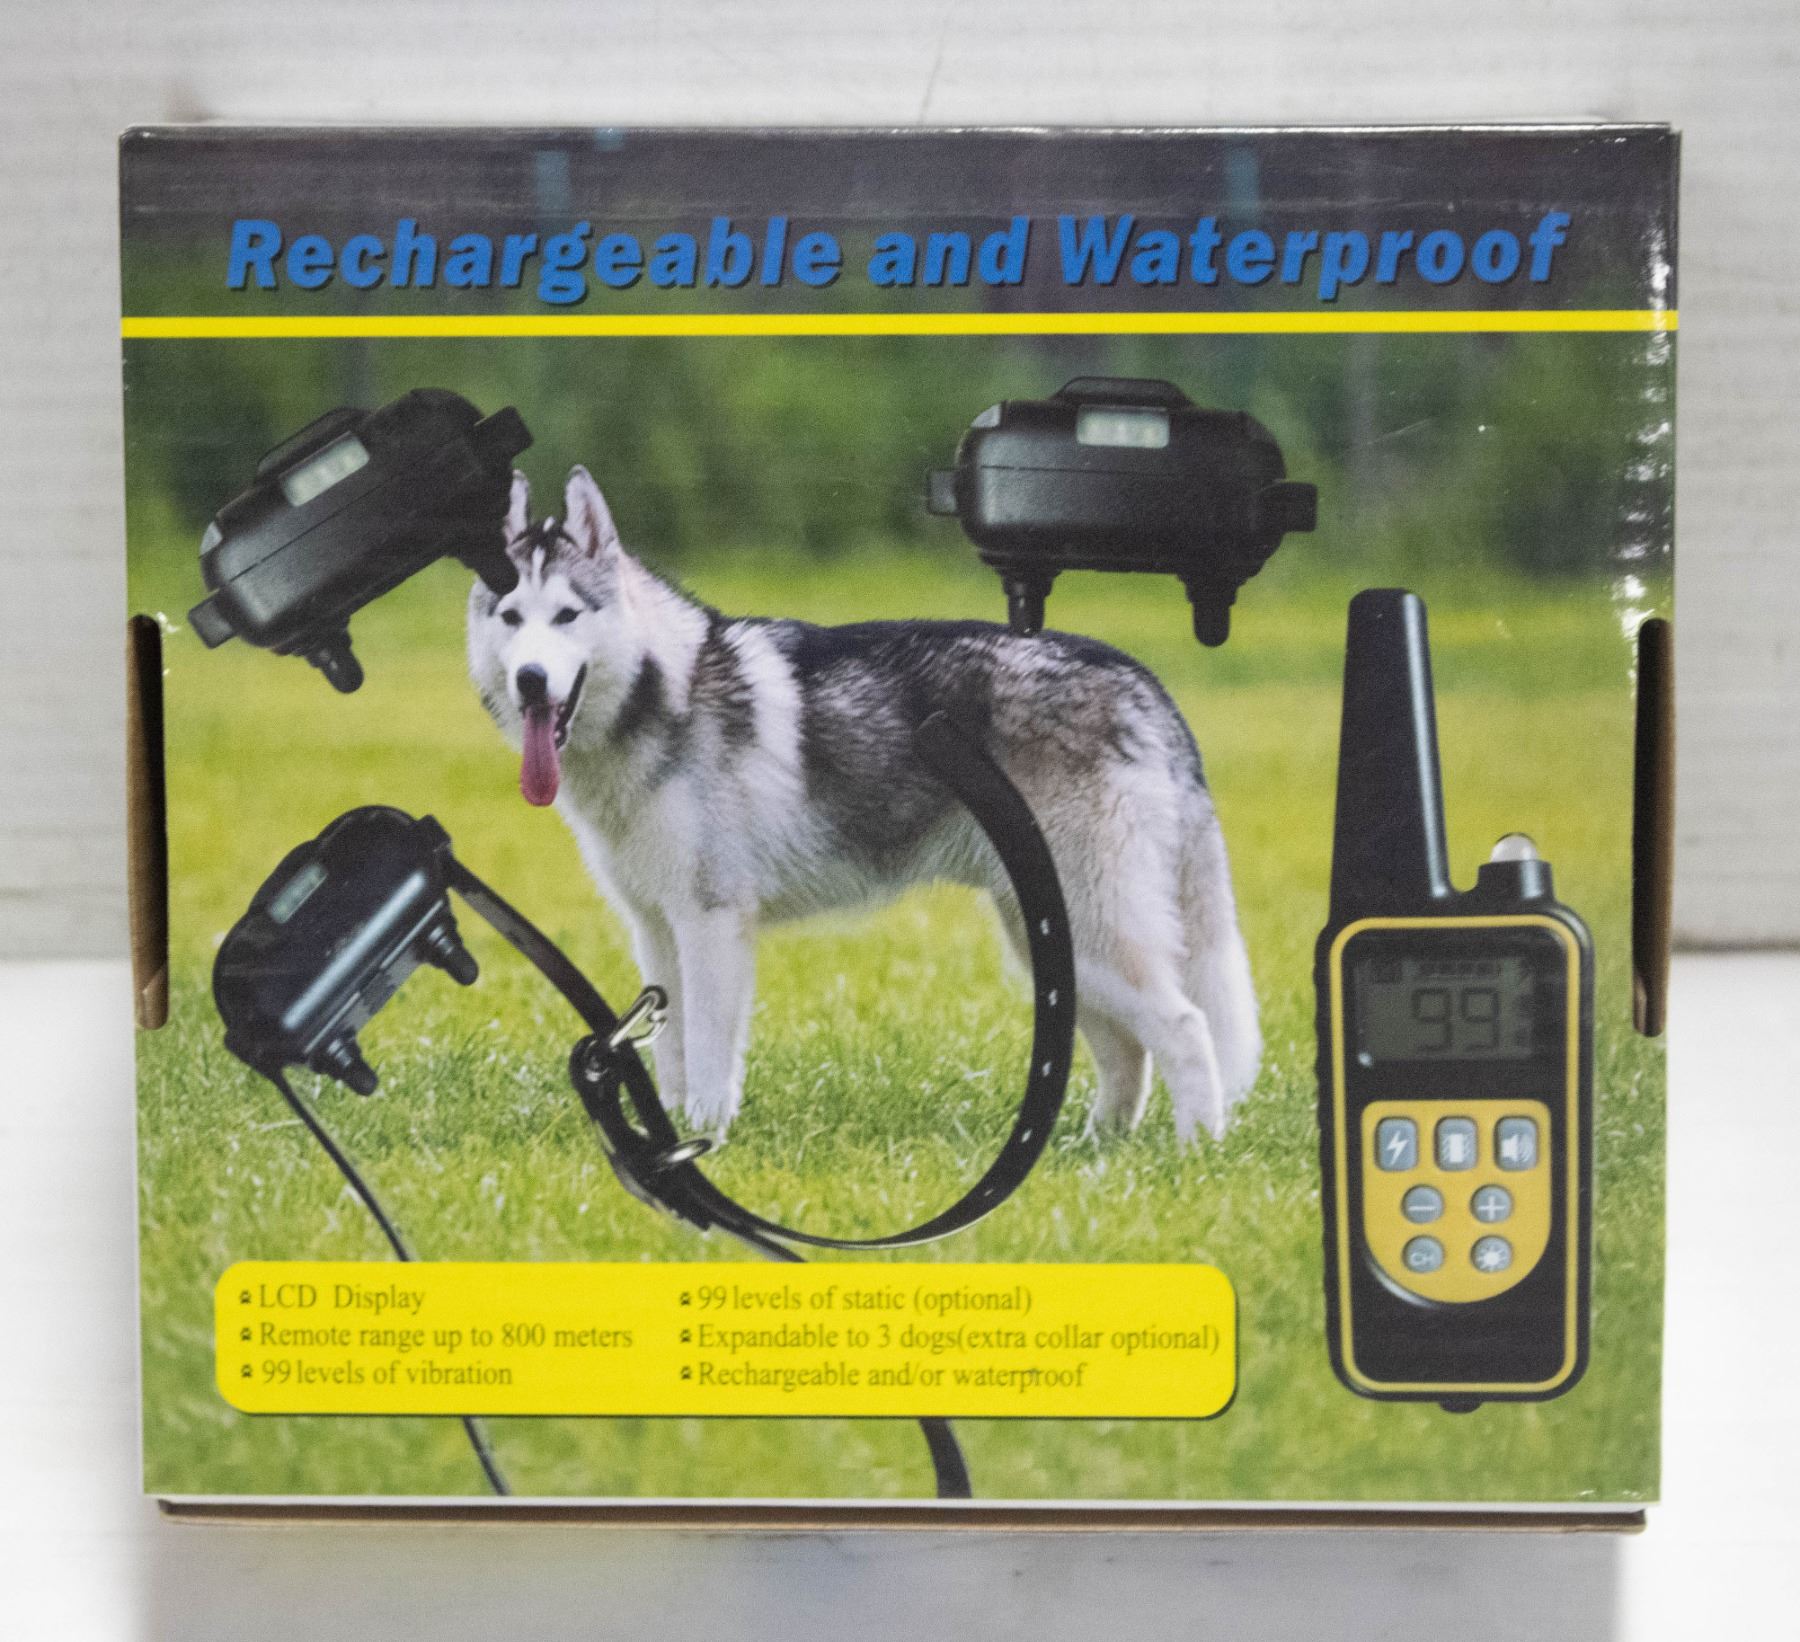 Rechargeable and Waterproof
99
CH
LCD Display
Remote range up to 800 meters
99 levels of vibration
99 levels of static (optional)
Expandable to 3 dogs(extra collar optional)
Rechargeable and/or waterproof